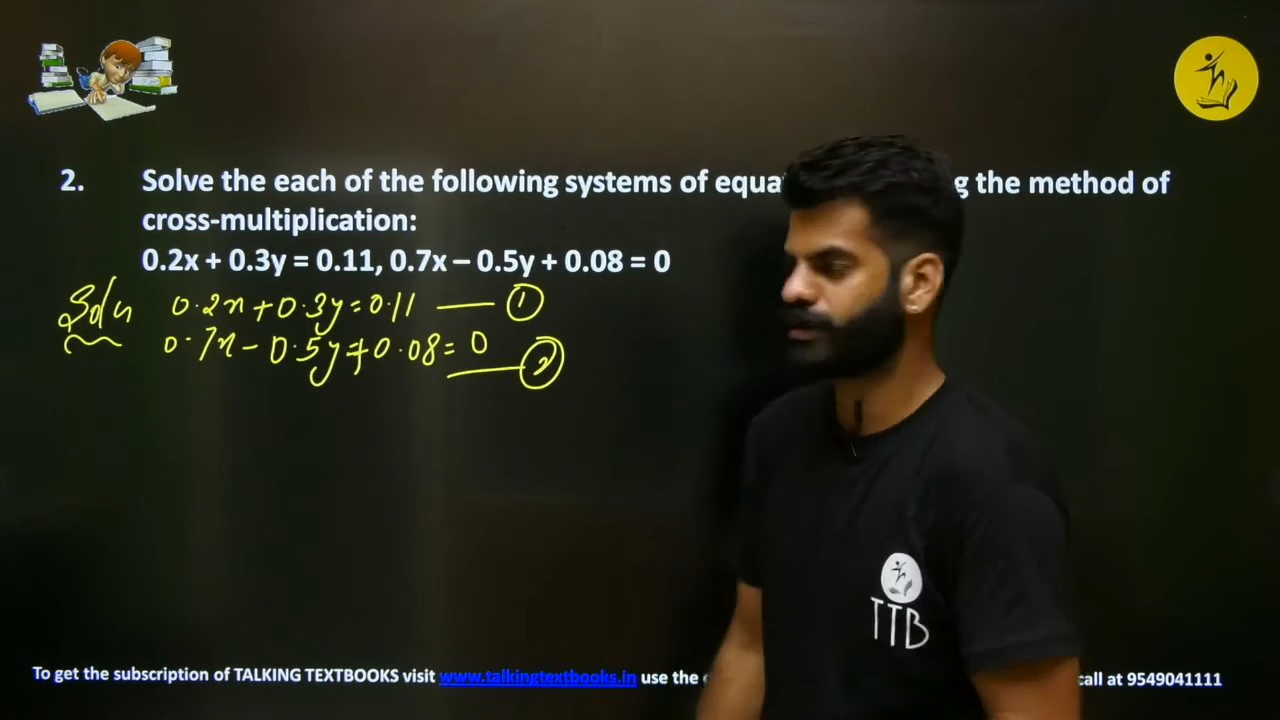 2. Solve the each of the following systems of equa g the method of
cross-multiplication:
0.2x + 0.3y = 0.11, 0.7x – 0.5y + 0.08 = 0
Soln 0.2x + 0.3y = 0.11 —— ①
0.7x - 0.5y + 0.08 = 0 —— ②
TTB
To get the subscription of TALKING TEXTBOOKS visit www.talkingtextbooks.in use the call at 9549041111